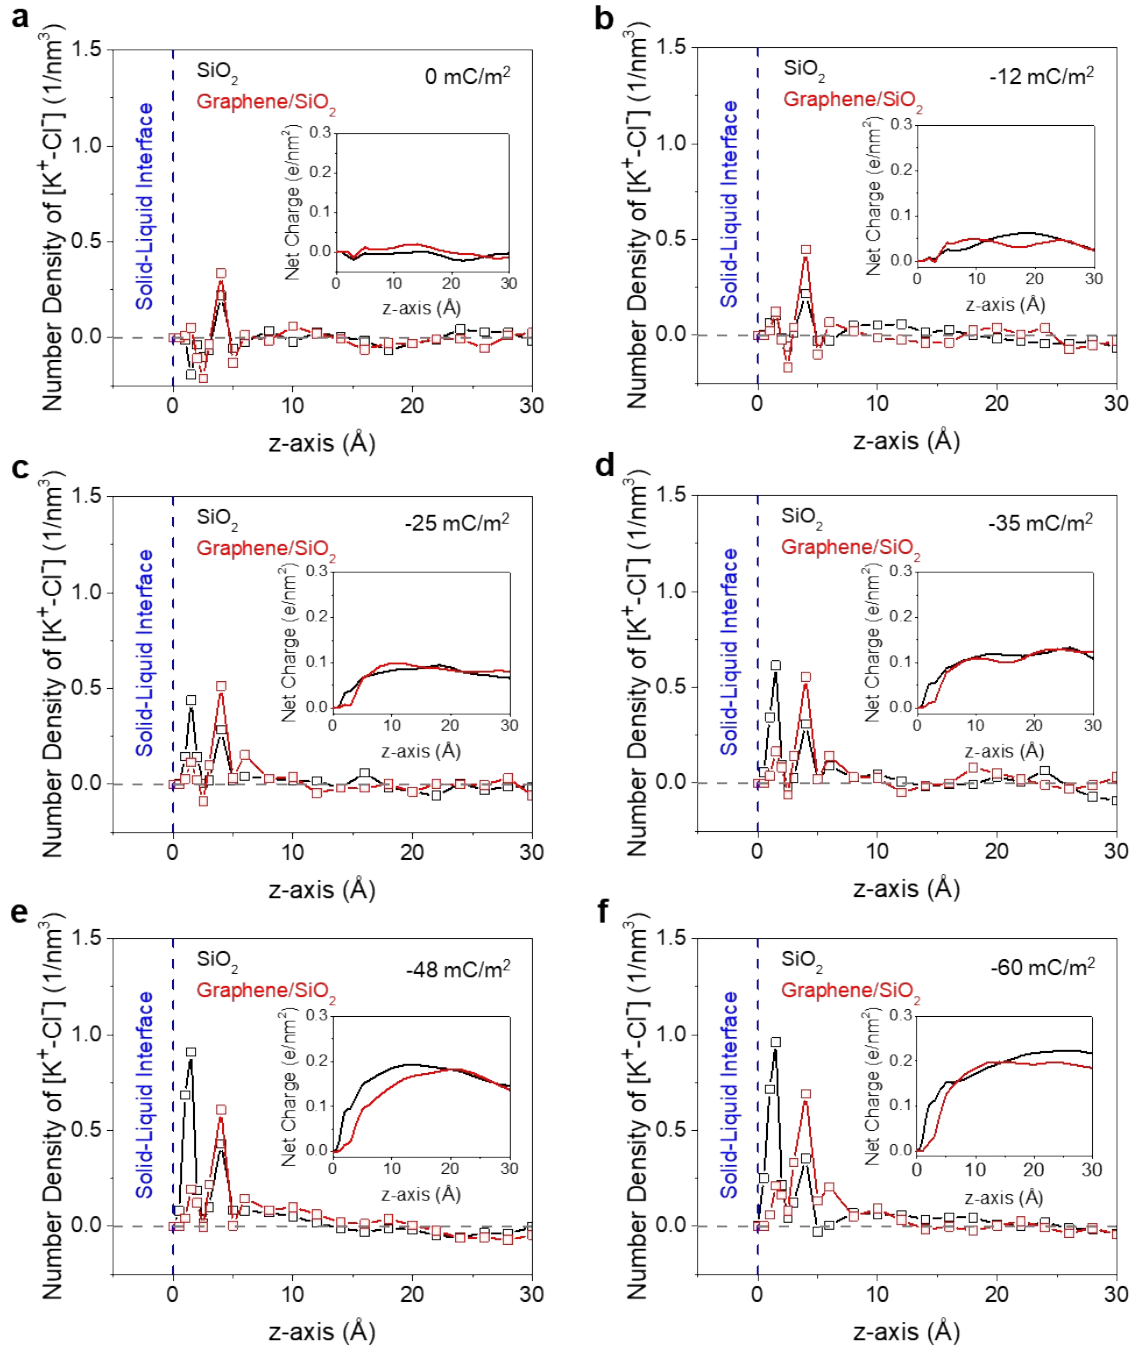 a
Number Density of [K⁺-Cl⁻] (1/nm³)
1.5
1.0
0.5
0.0
Solid-Liquid Interface
SiO₂
Graphene/SiO₂
0 mC/m²
Net Charge (e/nm²)
0.3
0.2
0.1
0.0
0 10 20 30
z-axis (Å)
0 10 20 30
z-axis (Å)
b
Number Density of [K⁺-Cl⁻] (1/nm³)
1.5
1.0
0.5
0.0
Solid-Liquid Interface
SiO₂
Graphene/SiO₂
-12 mC/m²
Net Charge (e/nm²)
0.3
0.2
0.1
0.0
0 10 20 30
z-axis (Å)
0 10 20 30
z-axis (Å)
c
Number Density of [K⁺-Cl⁻] (1/nm³)
1.5
1.0
0.5
0.0
Solid-Liquid Interface
SiO₂
Graphene/SiO₂
-25 mC/m²
Net Charge (e/nm²)
0.3
0.2
0.1
0.0
0 10 20 30
z-axis (Å)
0 10 20 30
z-axis (Å)
d
Number Density of [K⁺-Cl⁻] (1/nm³)
1.5
1.0
0.5
0.0
Solid-Liquid Interface
SiO₂
Graphene/SiO₂
-35 mC/m²
Net Charge (e/nm²)
0.3
0.2
0.1
0.0
0 10 20 30
z-axis (Å)
0 10 20 30
z-axis (Å)
e
Number Density of [K⁺-Cl⁻] (1/nm³)
1.5
1.0
0.5
0.0
Solid-Liquid Interface
SiO₂
Graphene/SiO₂
-48 mC/m²
Net Charge (e/nm²)
0.3
0.2
0.1
0.0
0 10 20 30
z-axis (Å)
0 10 20 30
z-axis (Å)
f
Number Density of [K⁺-Cl⁻] (1/nm³)
1.5
1.0
0.5
0.0
Solid-Liquid Interface
SiO₂
Graphene/SiO₂
-60 mC/m²
Net Charge (e/nm²)
0.3
0.2
0.1
0.0
0 10 20 30
z-axis (Å)
0 10 20 30
z-axis (Å)